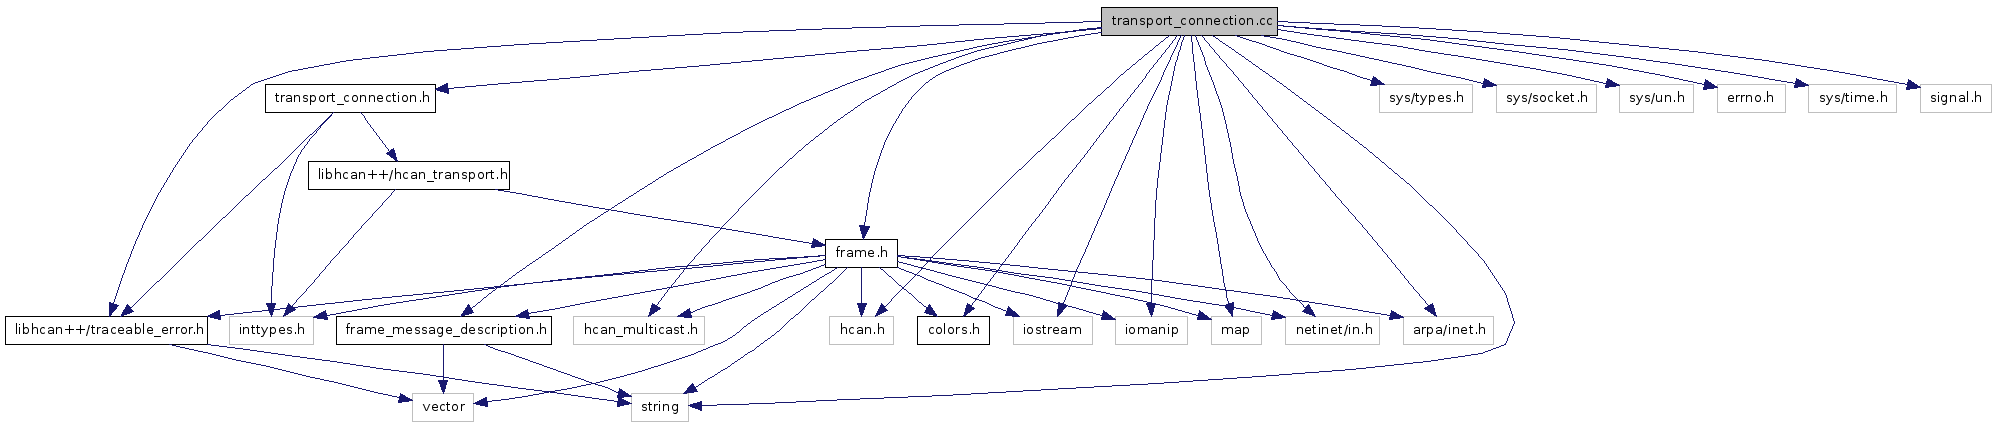 transport_connection.cc
transport_connection.h
sys/types.h
sys/socket.h
sys/un.h
errno.h
sys/time.h
signal.h
libhcan++/hcan_transport.h
frame.h
libhcan++/traceable_error.h
inttypes.h
frame_message_description.h
hcan_multicast.h
hcan.h
colors.h
iostream
iomanip
map
netinet/in.h
arpa/inet.h
vector
string